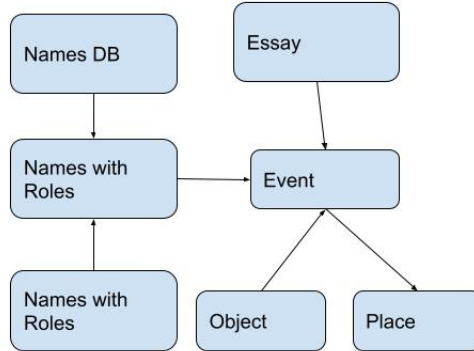 Names DB
Essay
Names with
Roles
Event
Names with
Roles
Object
Place